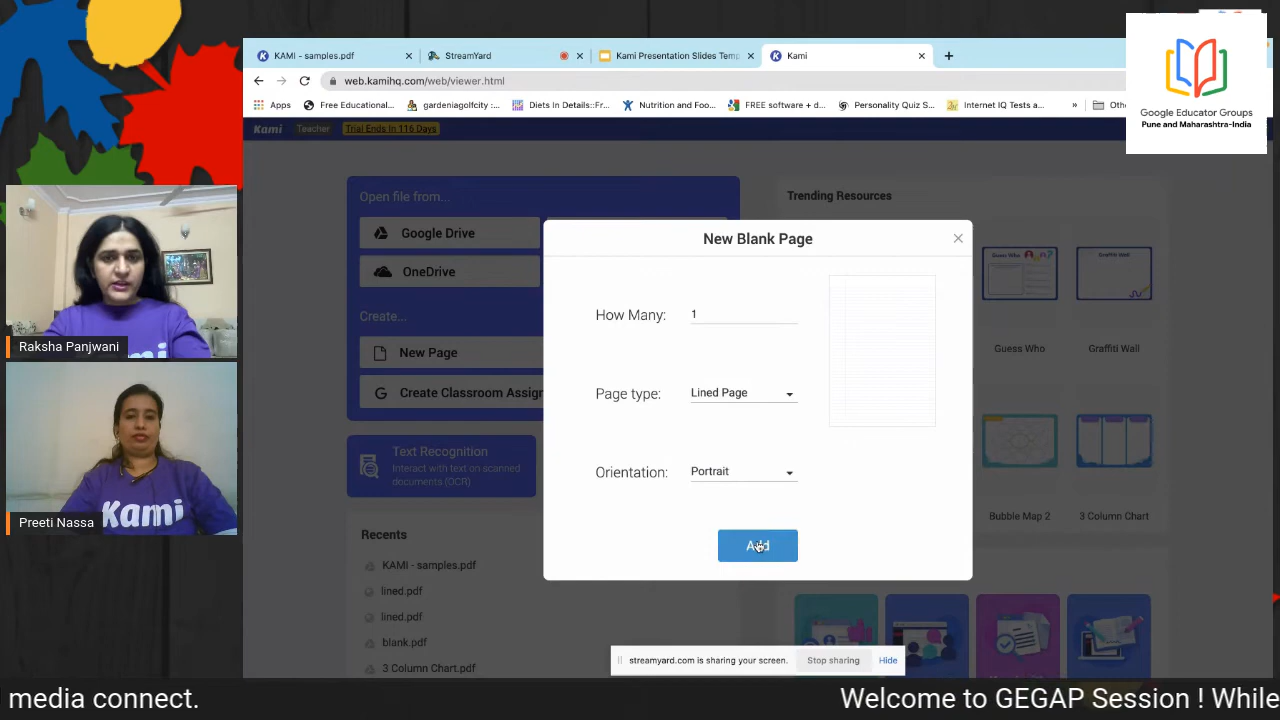 KAMI - samples.pdf
StreamYard
Kami Presentation Slides Temp
Kami
web.kamihq.com/web/viewer.html
Apps
Free Educational...
gardeniagolfcity :...
Diets In Details::Fr...
Nutrition and Foo...
FREE software + d...
Personality Quiz S...
Internet IQ Tests a...
»
Google Educator Groups
Pune and Maharashtra-India
Kami
Teacher
Trial Ends In 116 Days
Open file from...
Google Drive
OneDrive
Create...
New Page
Create Classroom Assign
Text Recognition
Interact with text on scanned
documents (OCR)
Recents
KAMI - samples.pdf
lined.pdf
lined.pdf
blank.pdf
3 Column Chart.pdf
New Blank Page
How Many:
1
Page type:
Lined Page
Orientation:
Portrait
Add
Trending Resources
Guess Who
Graffiti Wall
Guess Who
Graffiti Wall
Bubble Map 2
3 Column Chart
streamyard.com is sharing your screen.
Stop sharing
Hide
Raksha Panjwani
Kami
Preeti Nassa
media connect.
Welcome to GEGAP Session ! While